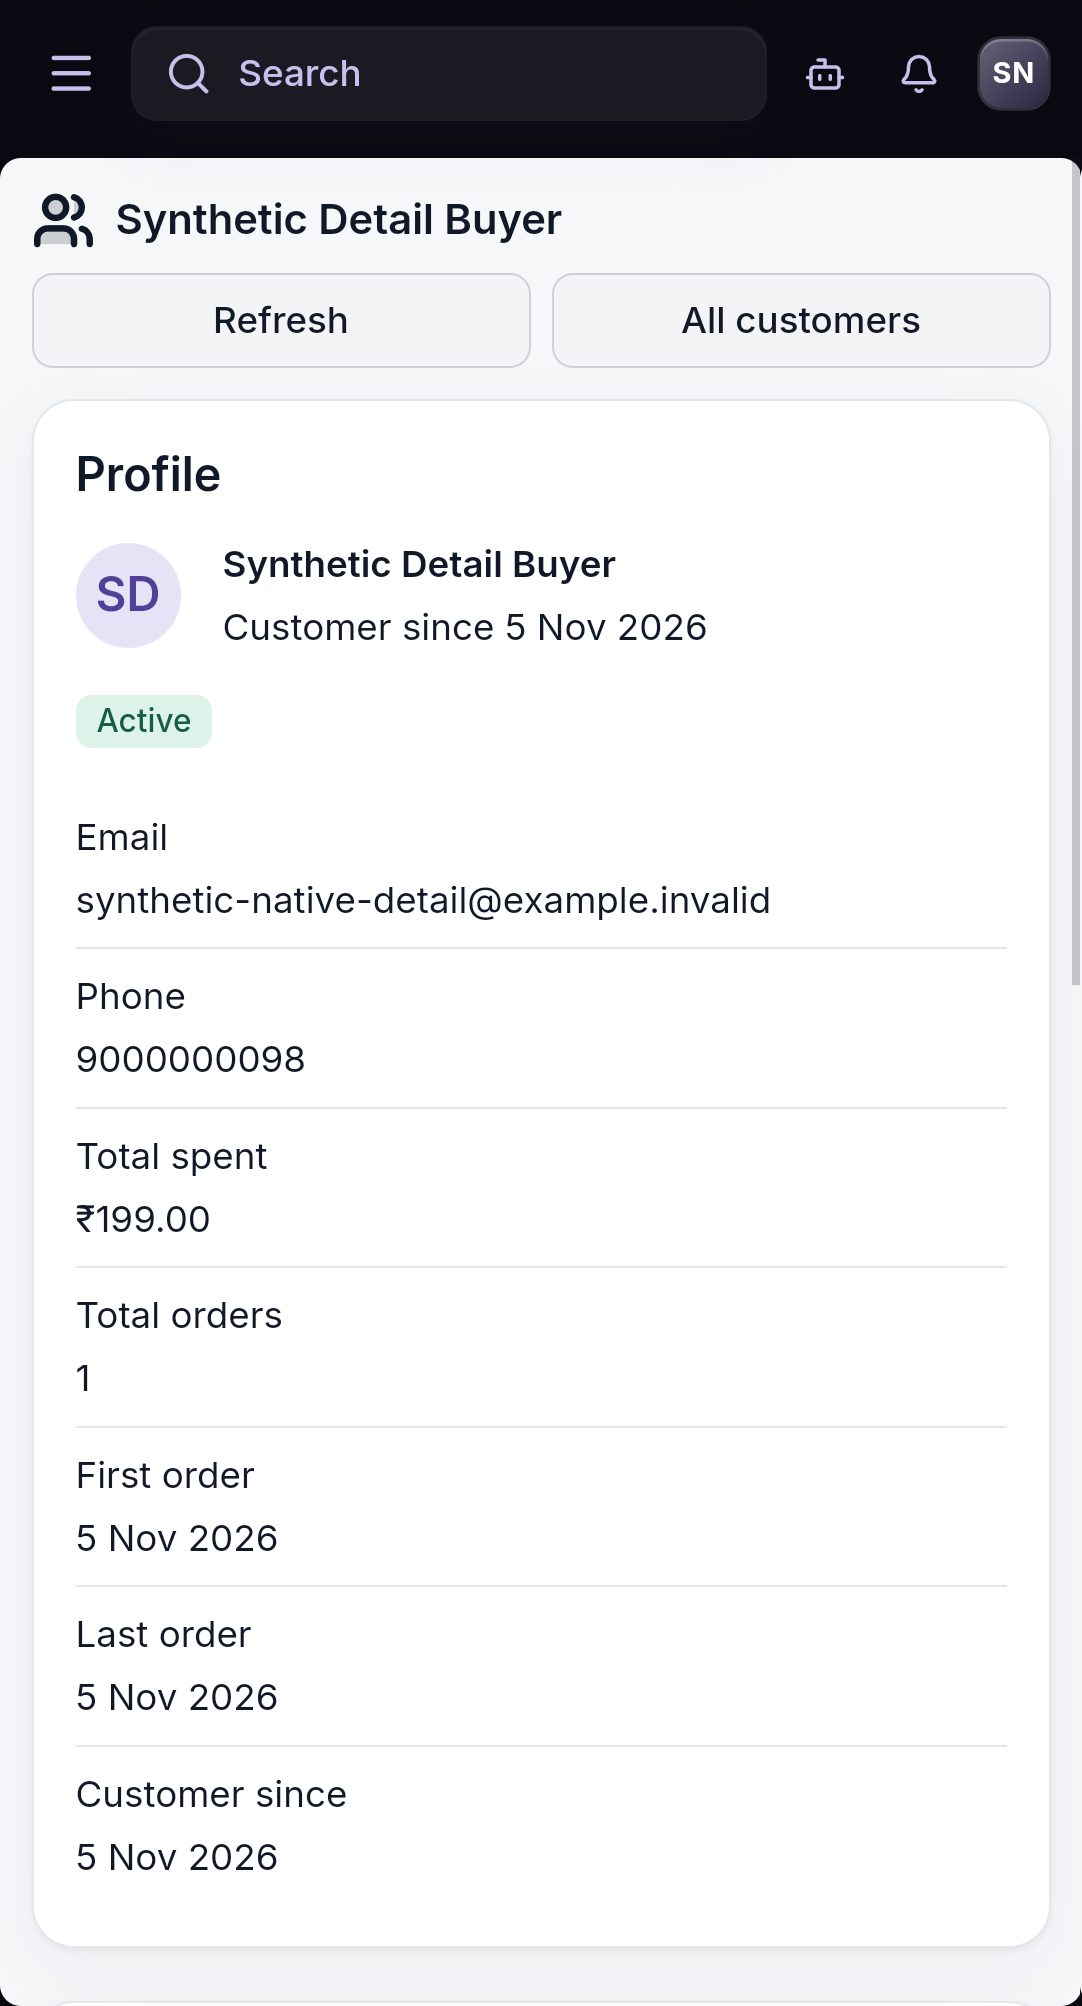 Search
SN
Synthetic Detail Buyer
Refresh
All customers
Profile
SD
Synthetic Detail Buyer
Customer since 5 Nov 2026
Active
Email
synthetic-native-detail@example.invalid
Phone
9000000098
Total spent
₹199.00
Total orders
1
First order
5 Nov 2026
Last order
5 Nov 2026
Customer since
5 Nov 2026